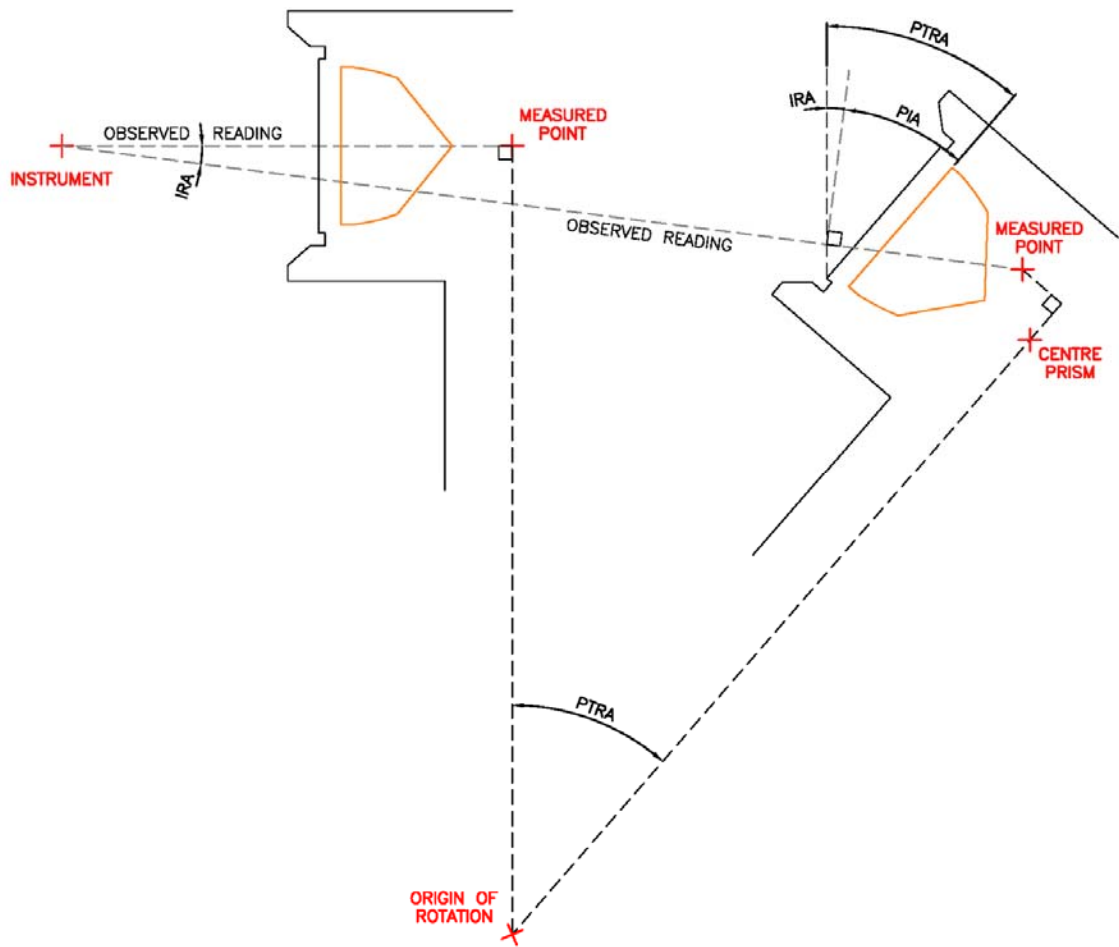 PTRA
IRA
PIA
MEASURED
POINT
OBSERVED READING
INSTRUMENT
IRA
OBSERVED READING
MEASURED
POINT
CENTRE
PRISM
PTRA
ORIGIN OF
ROTATION